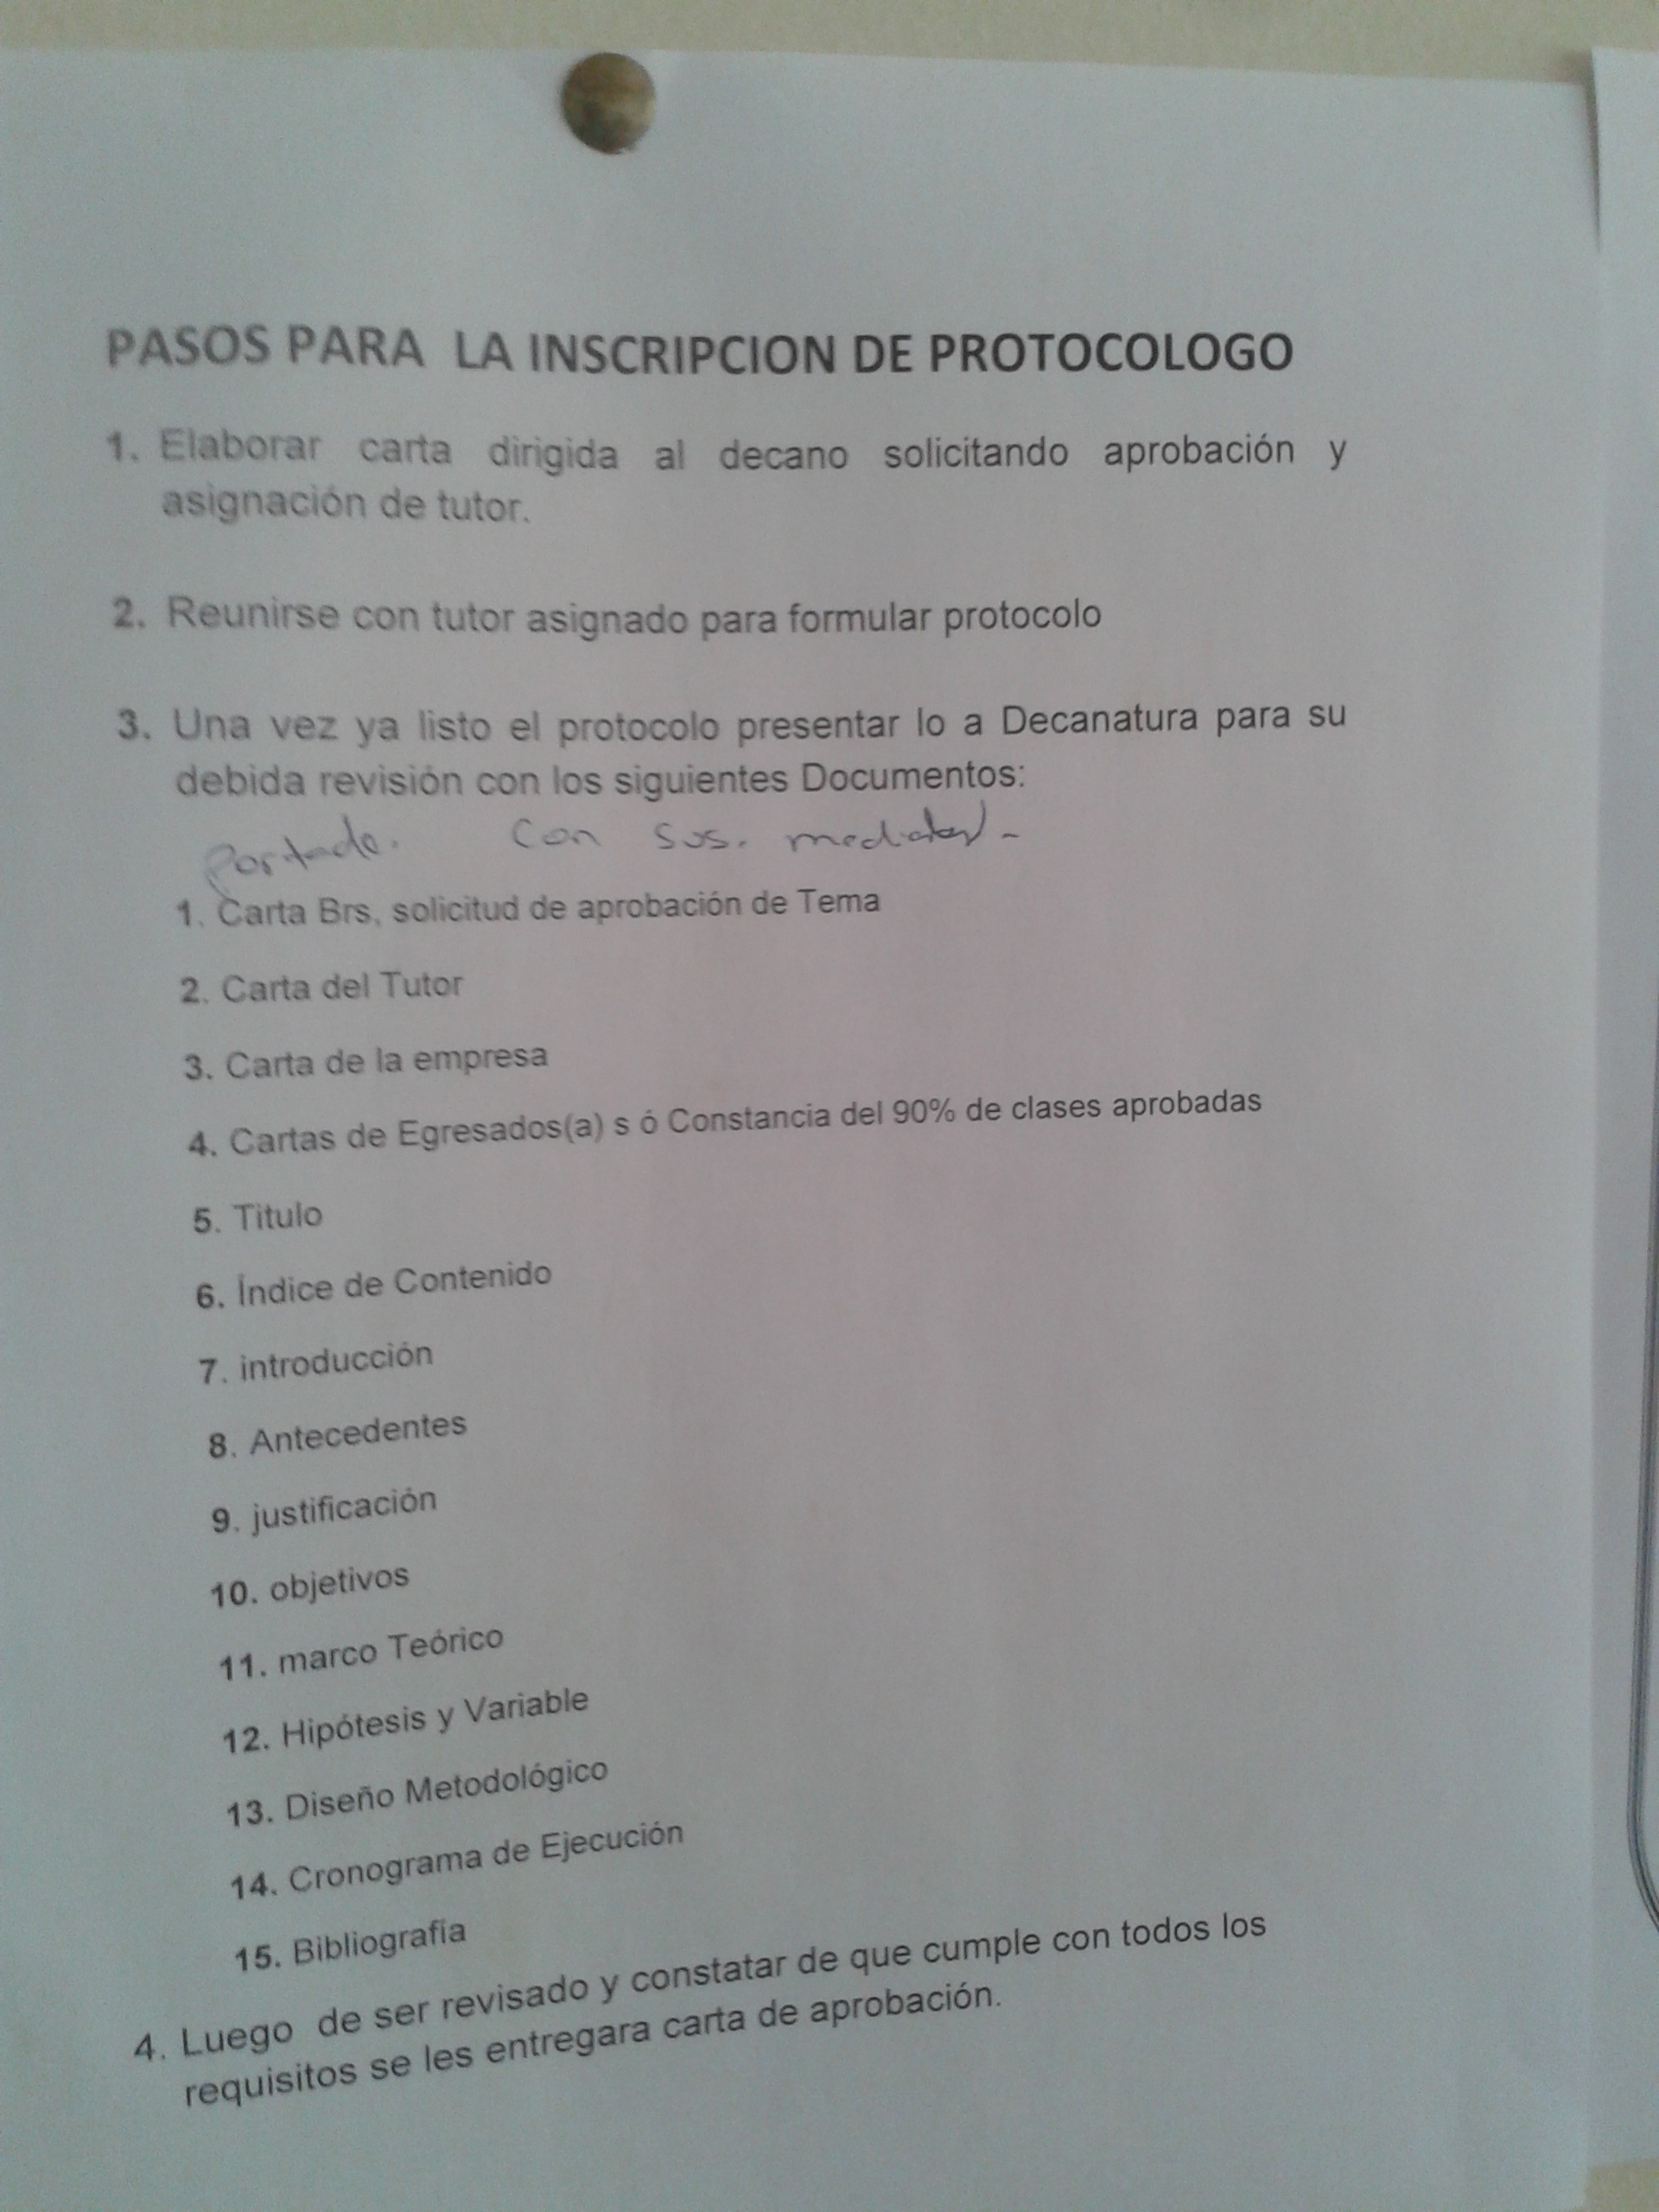 PASOS PARA LA INSCRIPCION DE PROTOCOLOGO
1. Elaborar carta dirigida al decano solicitando aprobación y
asignación de tutor.
2. Reunirse con tutor asignado para formular protocolo
3. Una vez ya listo el protocolo presentar lo a Decanatura para su
debida revisión con los siguientes Documentos:
Portada. Con sus.
1. Carta Brs, solicitud de aprobación de Tema
2. Carta del Tutor
3. Carta de la empresa
4. Cartas de Egresados(a) s ó Constancia del 90% de clases aprobadas
5. Titulo
6. Índice de Contenido
7. introducción
8. Antecedentes
9. justificación
10. objetivos
11. marco Teórico
12. Hipótesis y Variable
13. Diseño Metodológico
14. Cronograma de Ejecución
15. Bibliografía
4. Luego de ser revisado y constatar de que cumple con todos los
requisitos se les entregara carta de aprobación.